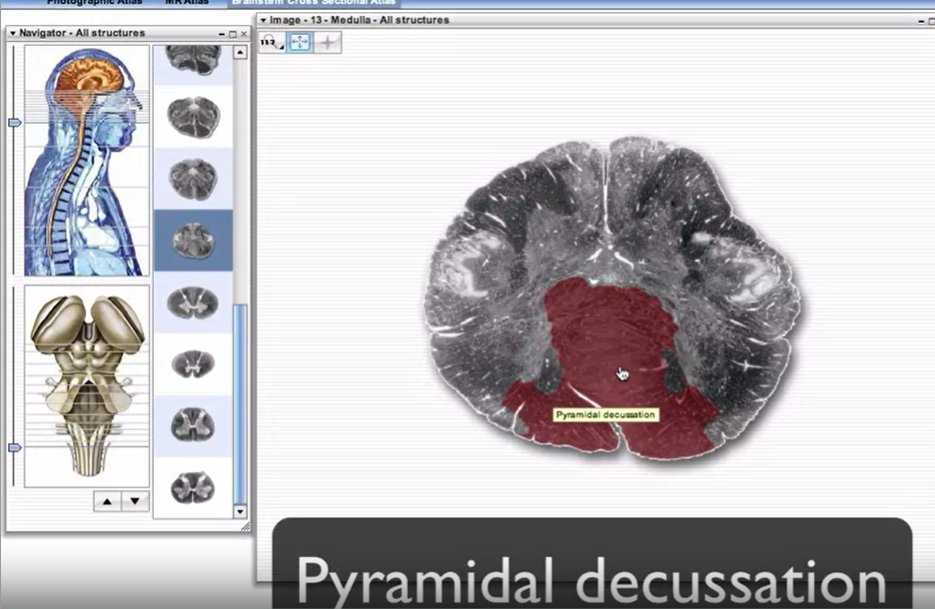 Photographic Atlas MR Atlas Brainstem Cross Sectional Atlas
Image - 13 - Medulla - All structures
Navigator - All structures
Pyramidal decussation
Pyramidal decussation